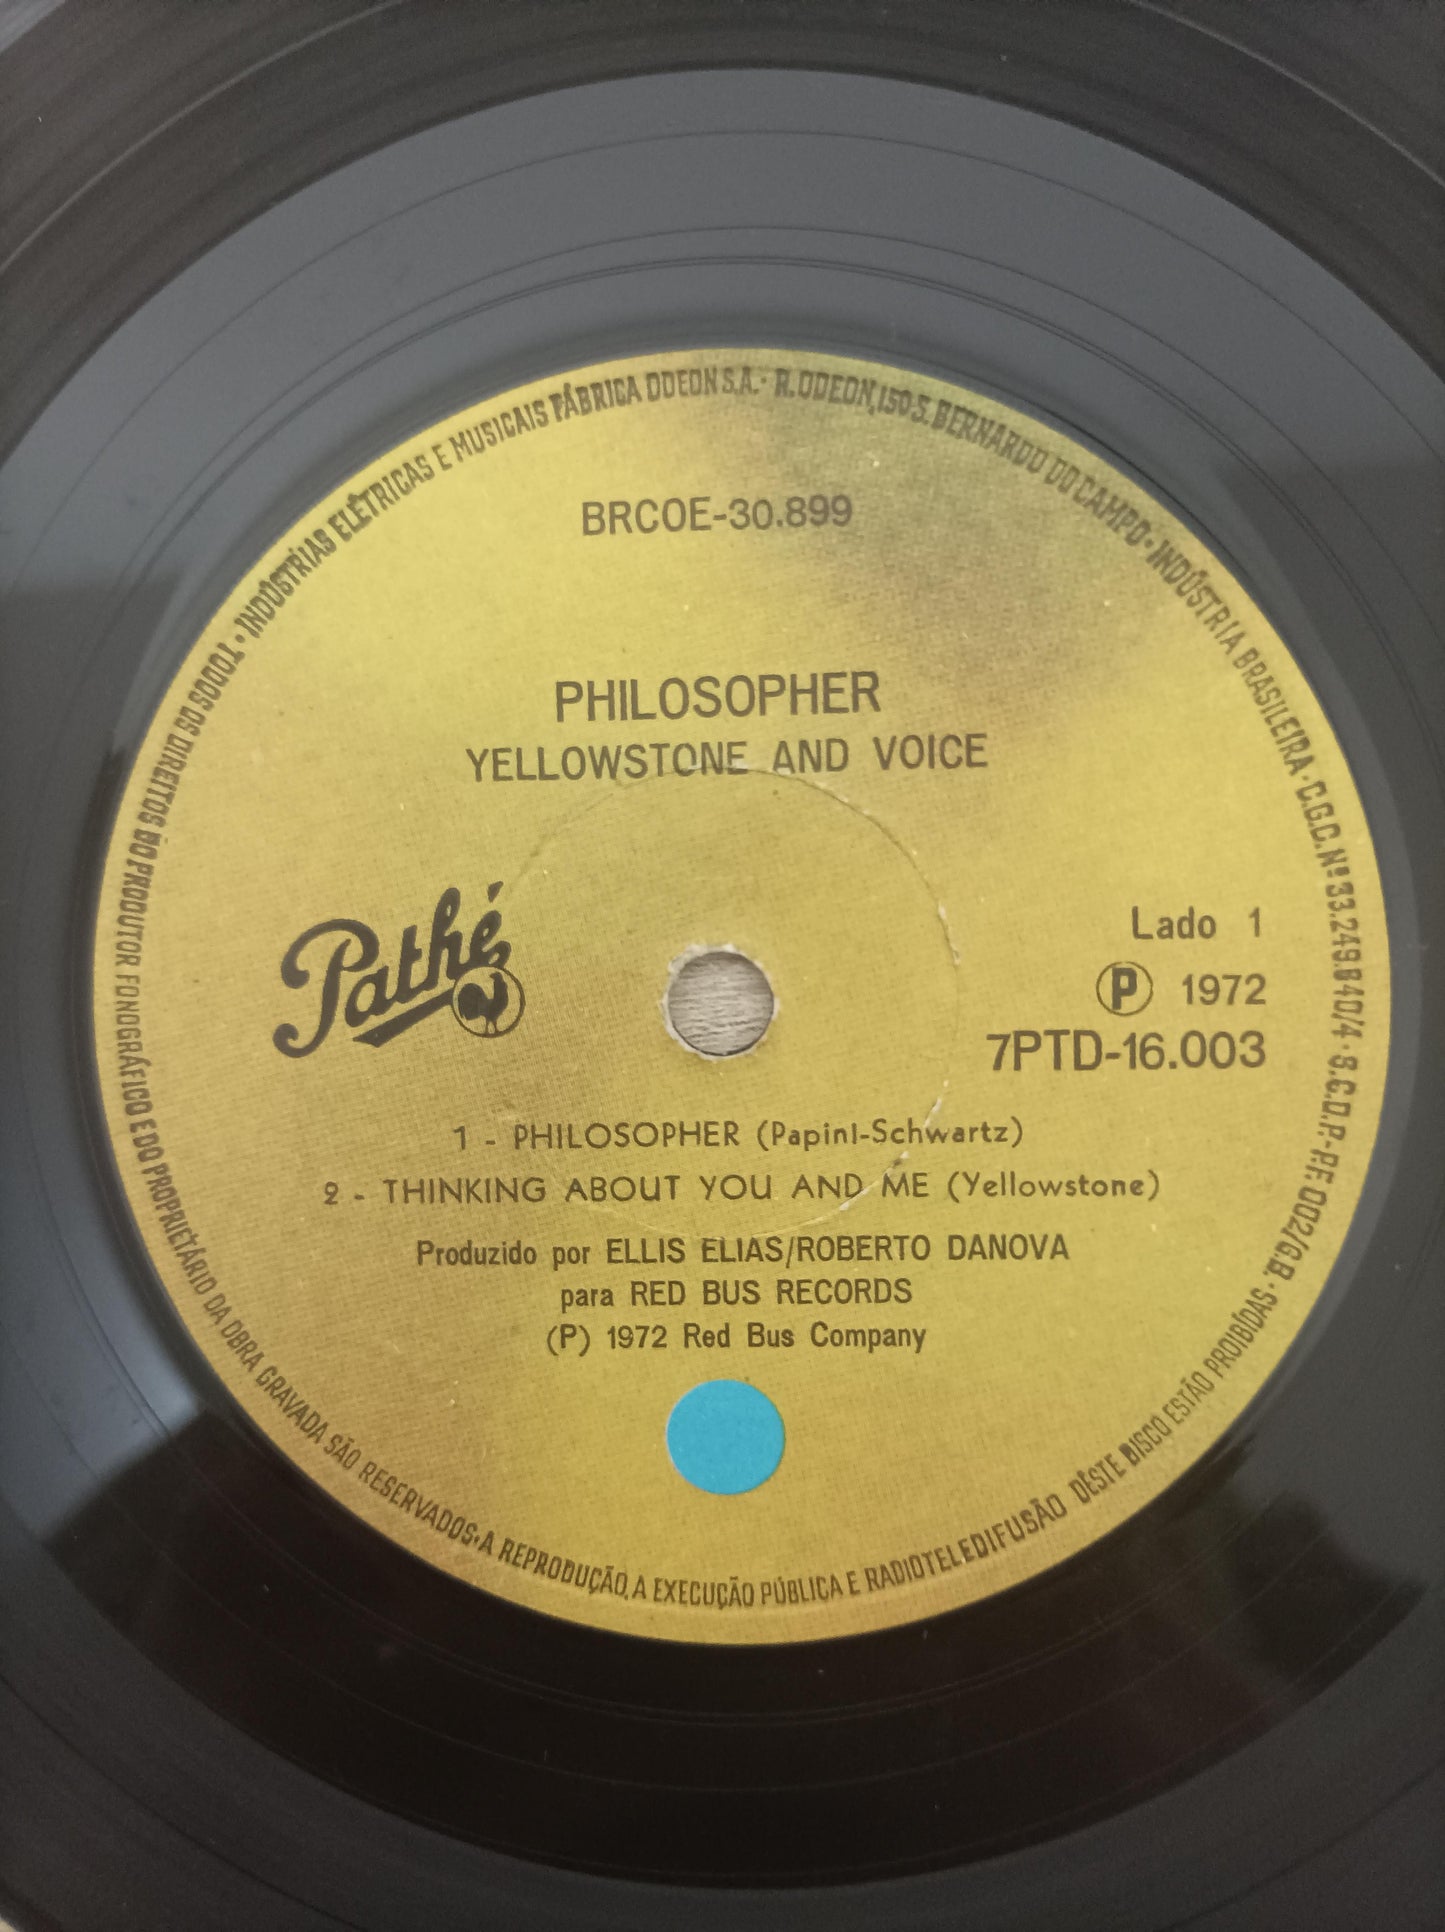 INDÚSTRIAS ELÉTRICAS E MUSICAIS FÁBRICA ODEON S.A. · R. ODEON, 150-S. BERNARDO DO CAMPO · INDÚSTRIA BRASILEIRA · C.G.C. Nº 33.249.640/4 · S.C.D.P.-P.F. 002/G.B. ·
BRCOE-30.899
PHILOSOPHER
YELLOWSTONE AND VOICE
Pathé
Lado 1
Ⓟ 1972
7PTD-16.003
1 - PHILOSOPHER (PapinI-Schwartz)
2 - THINKING ABOUT YOU AND ME (Yellowstone)
Produzido por ELLIS ELIAS/ROBERTO DANOVA
para RED BUS RECORDS
(P) 1972 Red Bus Company
TODOS OS DIREITOS DO PRODUTOR FONOGRÁFICO E DO PROPRIETÁRIO DA OBRA GRAVADA SÃO RESERVADOS · A REPRODUÇÃO, A EXECUÇÃO PÚBLICA E RADIOTELEDIFUSÃO DÊSTE DISCO ESTÃO PROIBIDAS ·